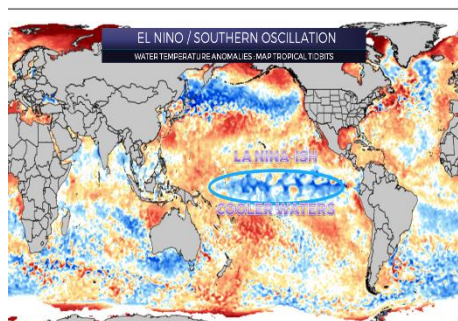 EL NINO / SOUTHERN OSCILLATION
WATER TEMPERATURE ANOMALIES : MAP TROPICAL TIDBITS
LA NINA-ISH
COOLER WATERS